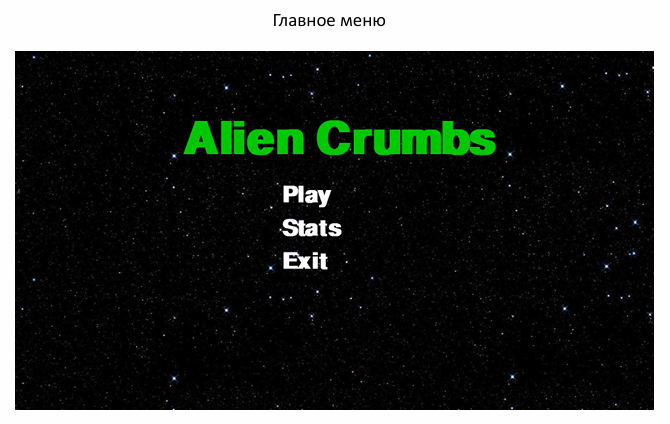 Главное меню
Alien Crumbs
Play
Stats
Exit